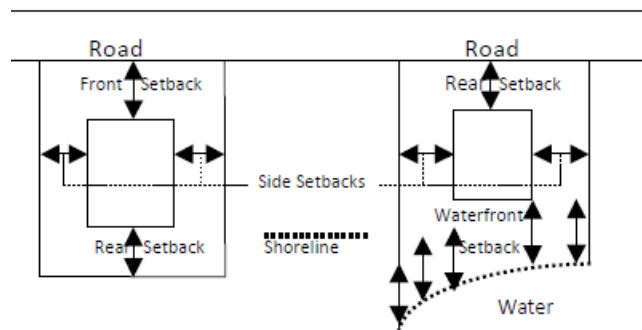 Road
Road
Front Setback
Rear Setback
Side Setbacks
Waterfront
Setback
Rear Setback
Shoreline
Water